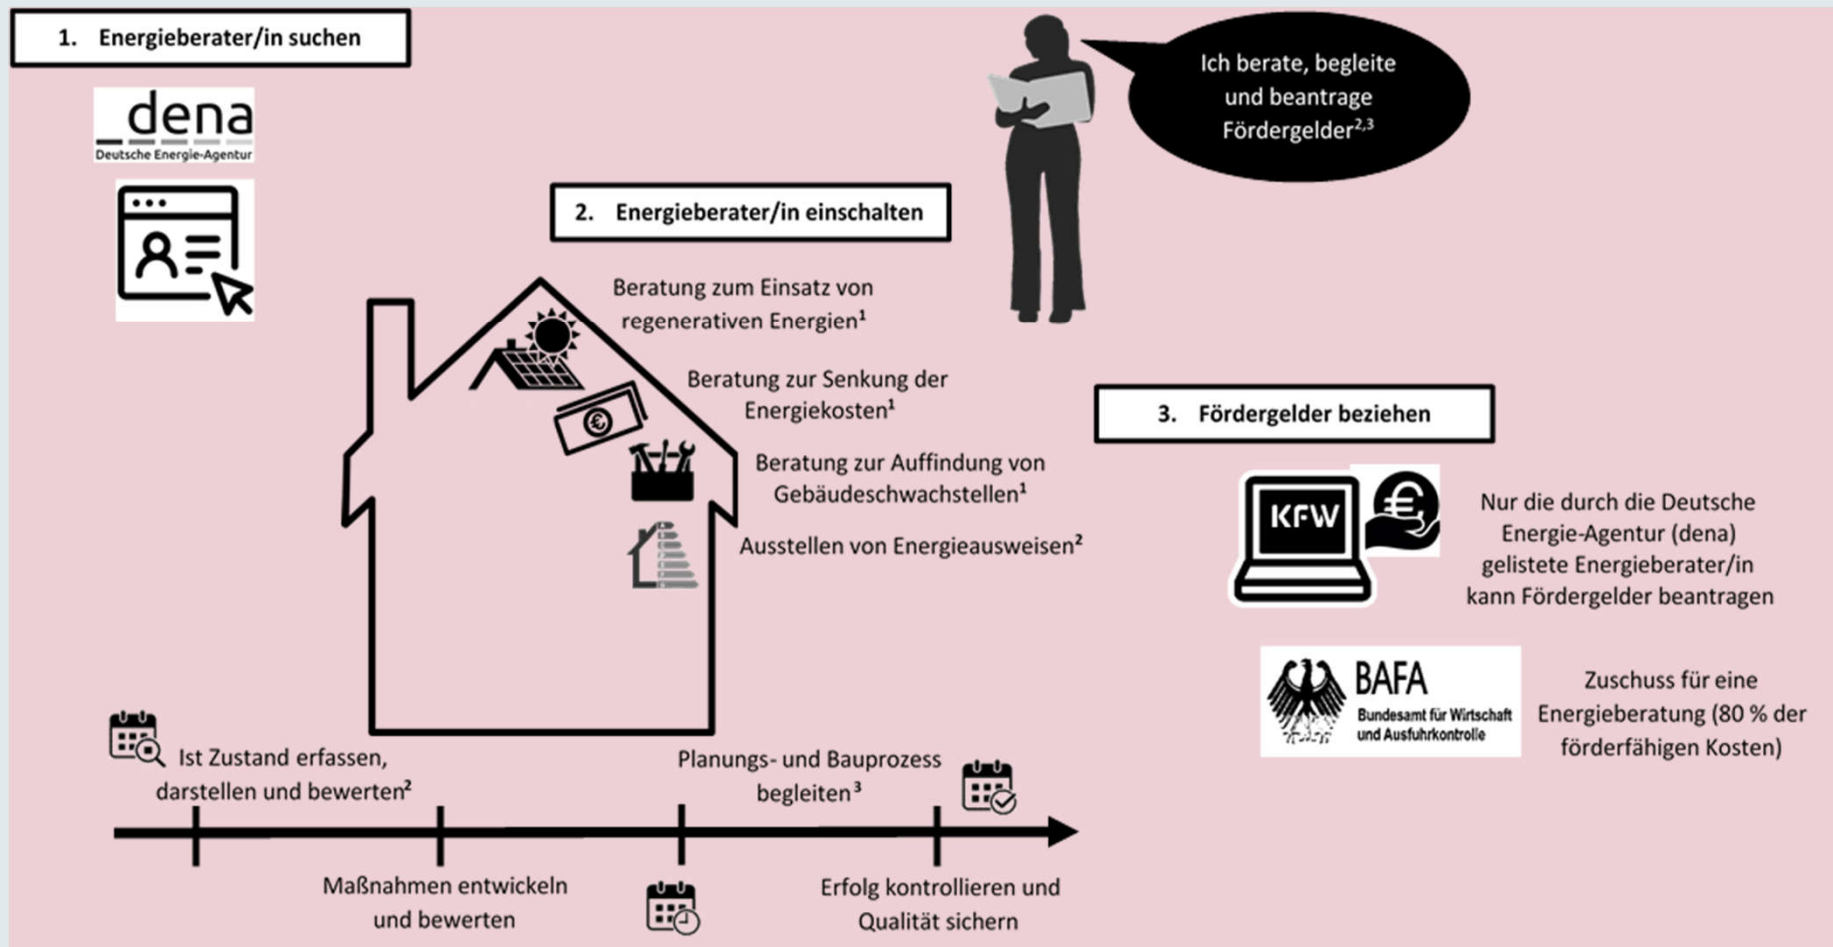 1. Energieberater/in suchen
dena
Deutsche Energie-Agentur
Ich berate, begleite
und beantrage
Fördergelder²,³
2. Energieberater/in einschalten
Beratung zum Einsatz von
regenerativen Energien¹
Beratung zur Senkung der
Energiekosten¹
Beratung zur Auffindung von
Gebäudeschwachstellen¹
Ausstellen von Energieausweisen²
3. Fördergelder beziehen
KFW
€
Nur die durch die Deutsche
Energie-Agentur (dena)
gelistete Energieberater/in
kann Fördergelder beantragen
BAFA
Bundesamt für Wirtschaft
und Ausfuhrkontrolle
Zuschuss für eine
Energieberatung (80 % der
förderfähigen Kosten)
Ist Zustand erfassen,
darstellen und bewerten²
Planungs- und Bauprozess
begleiten³
Maßnahmen entwickeln
und bewerten
Erfolg kontrollieren und
Qualität sichern